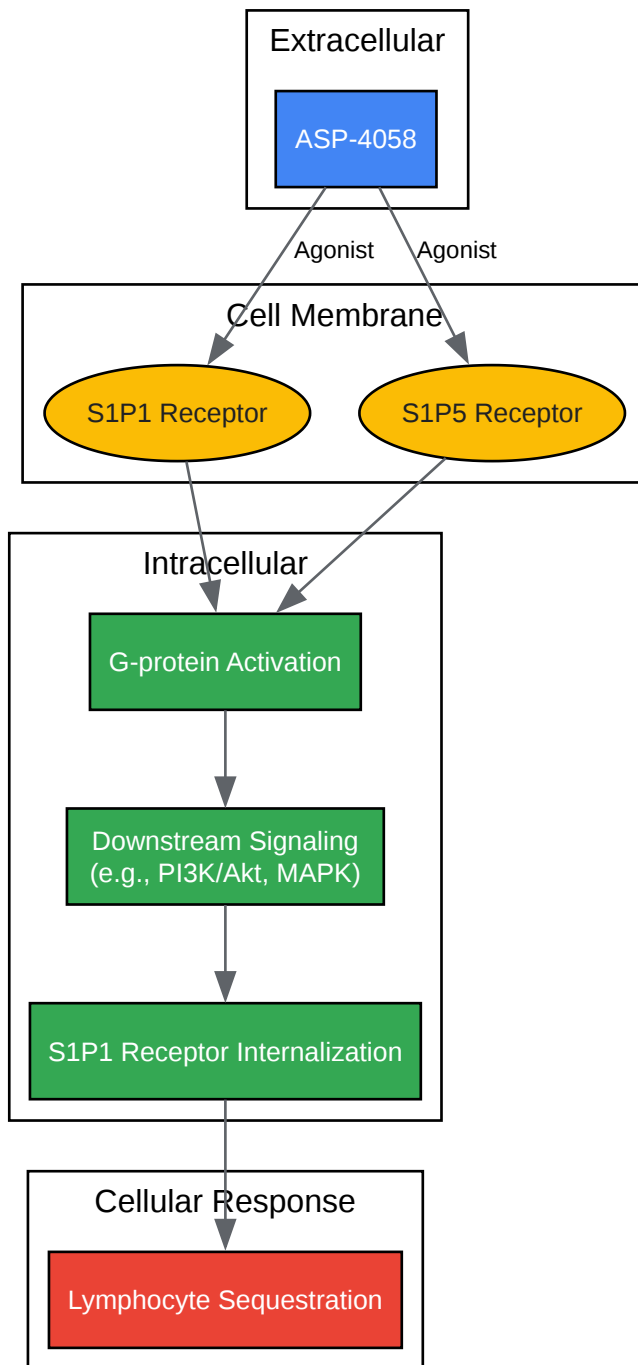 Extracellular
ASP-4058
Agonist
Agonist
Cell Membrane
S1P1 Receptor
S1P5 Receptor
Intracellular
G-protein Activation
Downstream Signaling
(e.g., PI3K/Akt, MAPK)
S1P1 Receptor Internalization
Cellular Response
Lymphocyte Sequestration